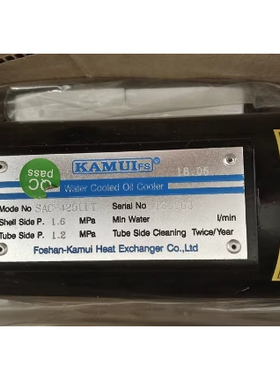 QC
pass
KAMUI FS
18.06
Water Cooled Oil Cooler
Mode No
Serial No
Shell Side P. 1.6 MPa Min Water l/min
Tube Side P. 1.2 MPa Tube Side Cleaning Twice/Year
Foshan-Kamui Heat Exchanger Co.,Ltd